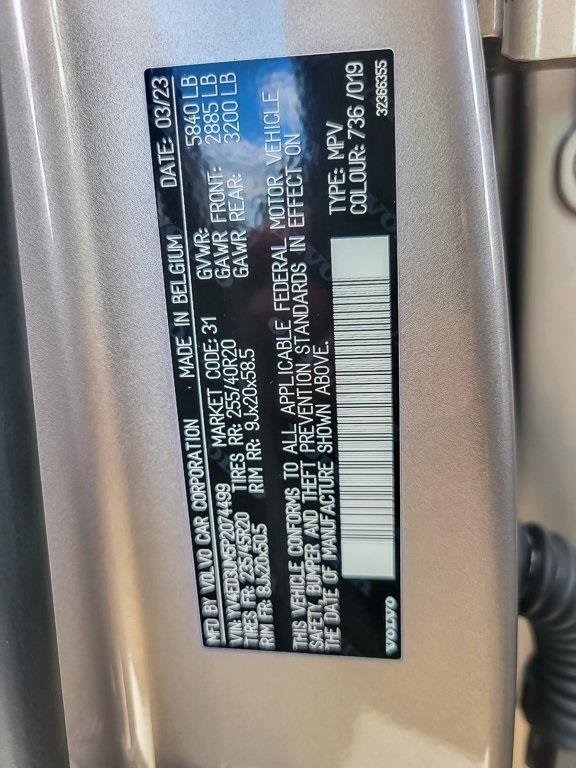 MFD BY VOLVO CAR CORPORATION . MADE IN BELGIUM DATE: 03/23
VIN: YV4ED3UM5P2074499 GVWR: 5840 LB
MARKET CODE: 31 GAWR FRONT: 2885 LB
TIRES FR: 235/45R20 TIRES RR: 255/40R20 GAWR REAR: 3200 LB
RIM FR: 8Jx20x50.5 RIM RR: 9Jx20x58.5
THIS VEHICLE CONFORMS TO ALL APPLICABLE FEDERAL MOTOR VEHICLE
SAFETY, BUMPER AND THEFT PREVENTION STANDARDS IN EFFECT ON
THE DATE OF MANUFACTURE SHOWN ABOVE.
TYPE: MPV
COLOUR: 736 /019
VOLVO
32366355